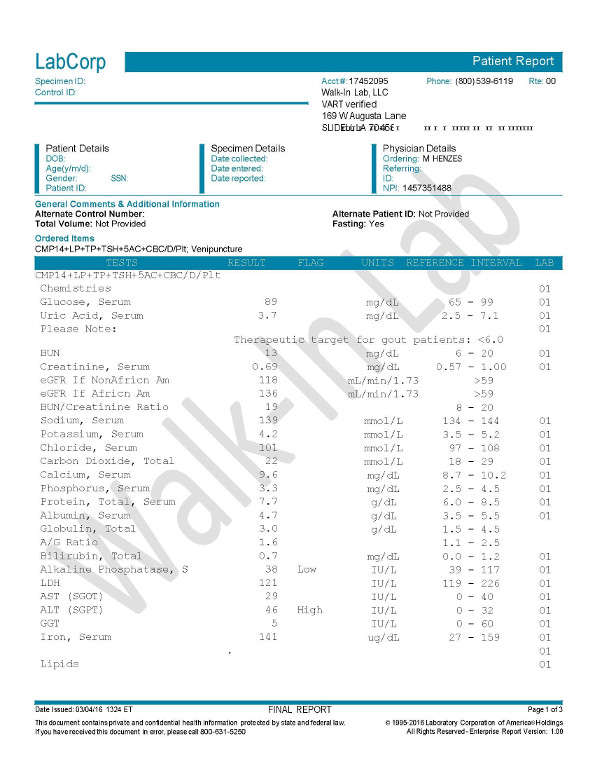 LabCorp
Patient Report
Specimen ID:
Control ID:
Acct #: 17452095 Phone: (800) 539-6119 Rte: 00
Walk-In Lab, LLC
VART verified
169 W Augusta Lane
SLIDELL LA
Patient Details
DOB:
Age(y/m/d):
Gender: SSN:
Patient ID:
Specimen Details
Date collected:
Date entered:
Date reported:
Physician Details
Ordering: M HENZES
Referring:
ID:
NPI: 1457351488
General Comments & Additional Information
Alternate Control Number: Alternate Patient ID: Not Provided
Total Volume: Not Provided Fasting: Yes
Ordered Items
CMP14+LP+TP+TSH+5AC+CBC/D/Plt; Venipuncture
TESTS RESULT FLAG UNITS REFERENCE INTERVAL LAB
CMP14+LP+TP+TSH+5AC+CBC/D/Plt
Chemistries 01
Glucose, Serum 89 mg/dL 65 - 99 01
Uric Acid, Serum 3.7 mg/dL 2.5 - 7.1 01
Please Note: 01
Therapeutic target for gout patients: <6.0
BUN 13 mg/dL 6 - 20 01
Creatinine, Serum 0.69 mg/dL 0.57 - 1.00 01
eGFR If NonAfricn Am 118 mL/min/1.73 >59
eGFR If Africn Am 136 mL/min/1.73 >59
BUN/Creatinine Ratio 19 8 - 20
Sodium, Serum 139 mmol/L 134 - 144 01
Potassium, Serum 4.2 mmol/L 3.5 - 5.2 01
Chloride, Serum 101 mmol/L 97 - 108 01
Carbon Dioxide, Total 22 mmol/L 18 - 29 01
Calcium, Serum 9.6 mg/dL 8.7 - 10.2 01
Phosphorus, Serum 3.3 mg/dL 2.5 - 4.5 01
Protein, Total, Serum 7.7 g/dL 6.0 - 8.5 01
Albumin, Serum 4.7 g/dL 3.5 - 5.5 01
Globulin, Total 3.0 g/dL 1.5 - 4.5
A/G Ratio 1.6 1.1 - 2.5
Bilirubin, Total 0.7 mg/dL 0.0 - 1.2 01
Alkaline Phosphatase, S 38 Low IU/L 39 - 117 01
LDH 121 IU/L 119 - 226 01
AST (SGOT) 29 IU/L 0 - 40 01
ALT (SGPT) 46 High IU/L 0 - 32 01
GGT 5 IU/L 0 - 60 01
Iron, Serum 141 ug/dL 27 - 159 01
01
Lipids 01
Walk-In Lab
Date Issued: 03/04/16 1324 ET FINAL REPORT Page 1 of 3
This document contains private and confidential health information protected by state and federal law.
If you have received this document in error, please call 800-631-5250
© 1995-2016 Laboratory Corporation of America® Holdings
All Rights Reserved - Enterprise Report Version: 1.00